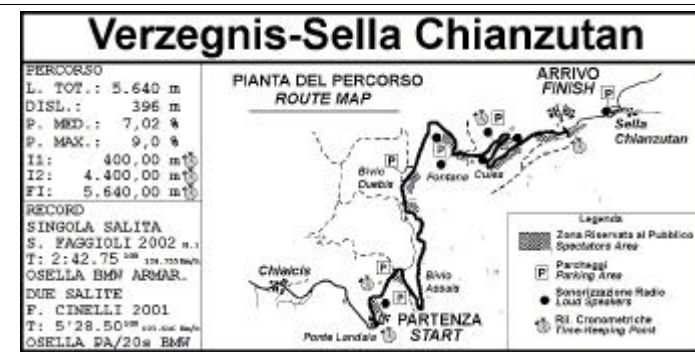 Verzegnis-Sella Chianzutan
PERCORSO
L. TOT.: 5.640 m
DISL.: 396 m
P. MED.: 7,02 %
P. MAX.: 9,0 %
I1: 400,00 m
I2: 4.400,00 m
FI: 5.640,00 m
RECORD
SINGOLA SALITA
S. FAGGIOLI 2002
T: 2:42.75
OSELLA BMW ARMAR.
DUE SALITE
F. CINELLI 2001
T: 5'28.50
OSELLA PA/20s BMW
PIANTA DEL PERCORSO
ROUTE MAP
ARRIVO
FINISH
P
Sella
Chianzutan
P
P
P
Bivio
Duebis
Fontana
Cuies
Chiaicis
P
P
Bivio
Assais
Ponte Landaia
PARTENZA
START
Legenda
Zona Riservata al Pubblico
Spectators Area
P
Parcheggi
Parking Area
Sonorizzazione Radio
Loud Speakers
Ril. Cronometriche
Time-Keeping Point